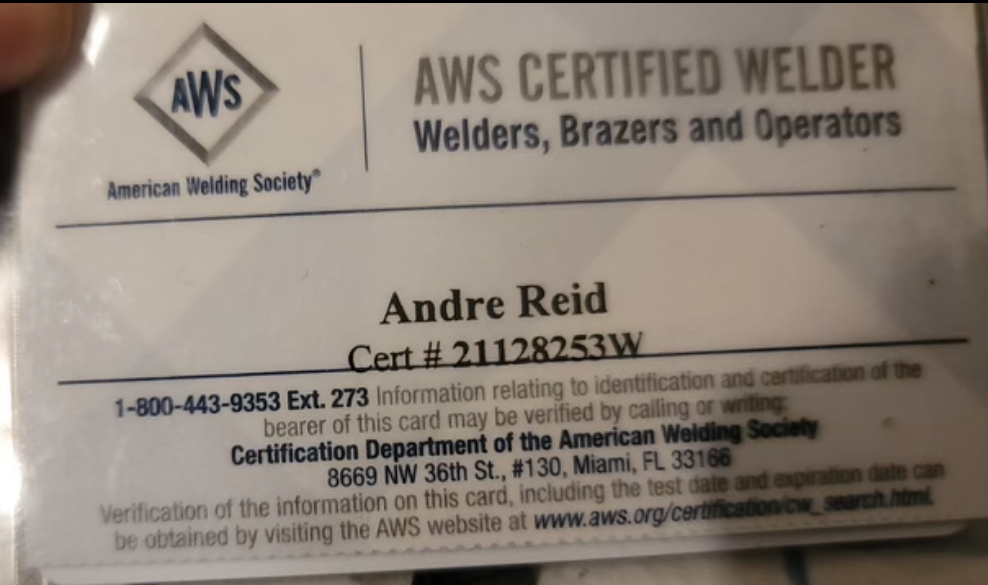 AWS
American Welding Society®
AWS CERTIFIED WELDER
Welders, Brazers and Operators
Andre Reid
Cert # 21128253W
1-800-443-9353 Ext. 273 Information relating to identification and certification of the
bearer of this card may be verified by calling or writing:
Certification Department of the American Welding Society
8669 NW 36th St., #130, Miami, FL 33166
Verification of the information on this card, including the test date and expiration date can
be obtained by visiting the AWS website at www.aws.org/certification/cw_search.html.